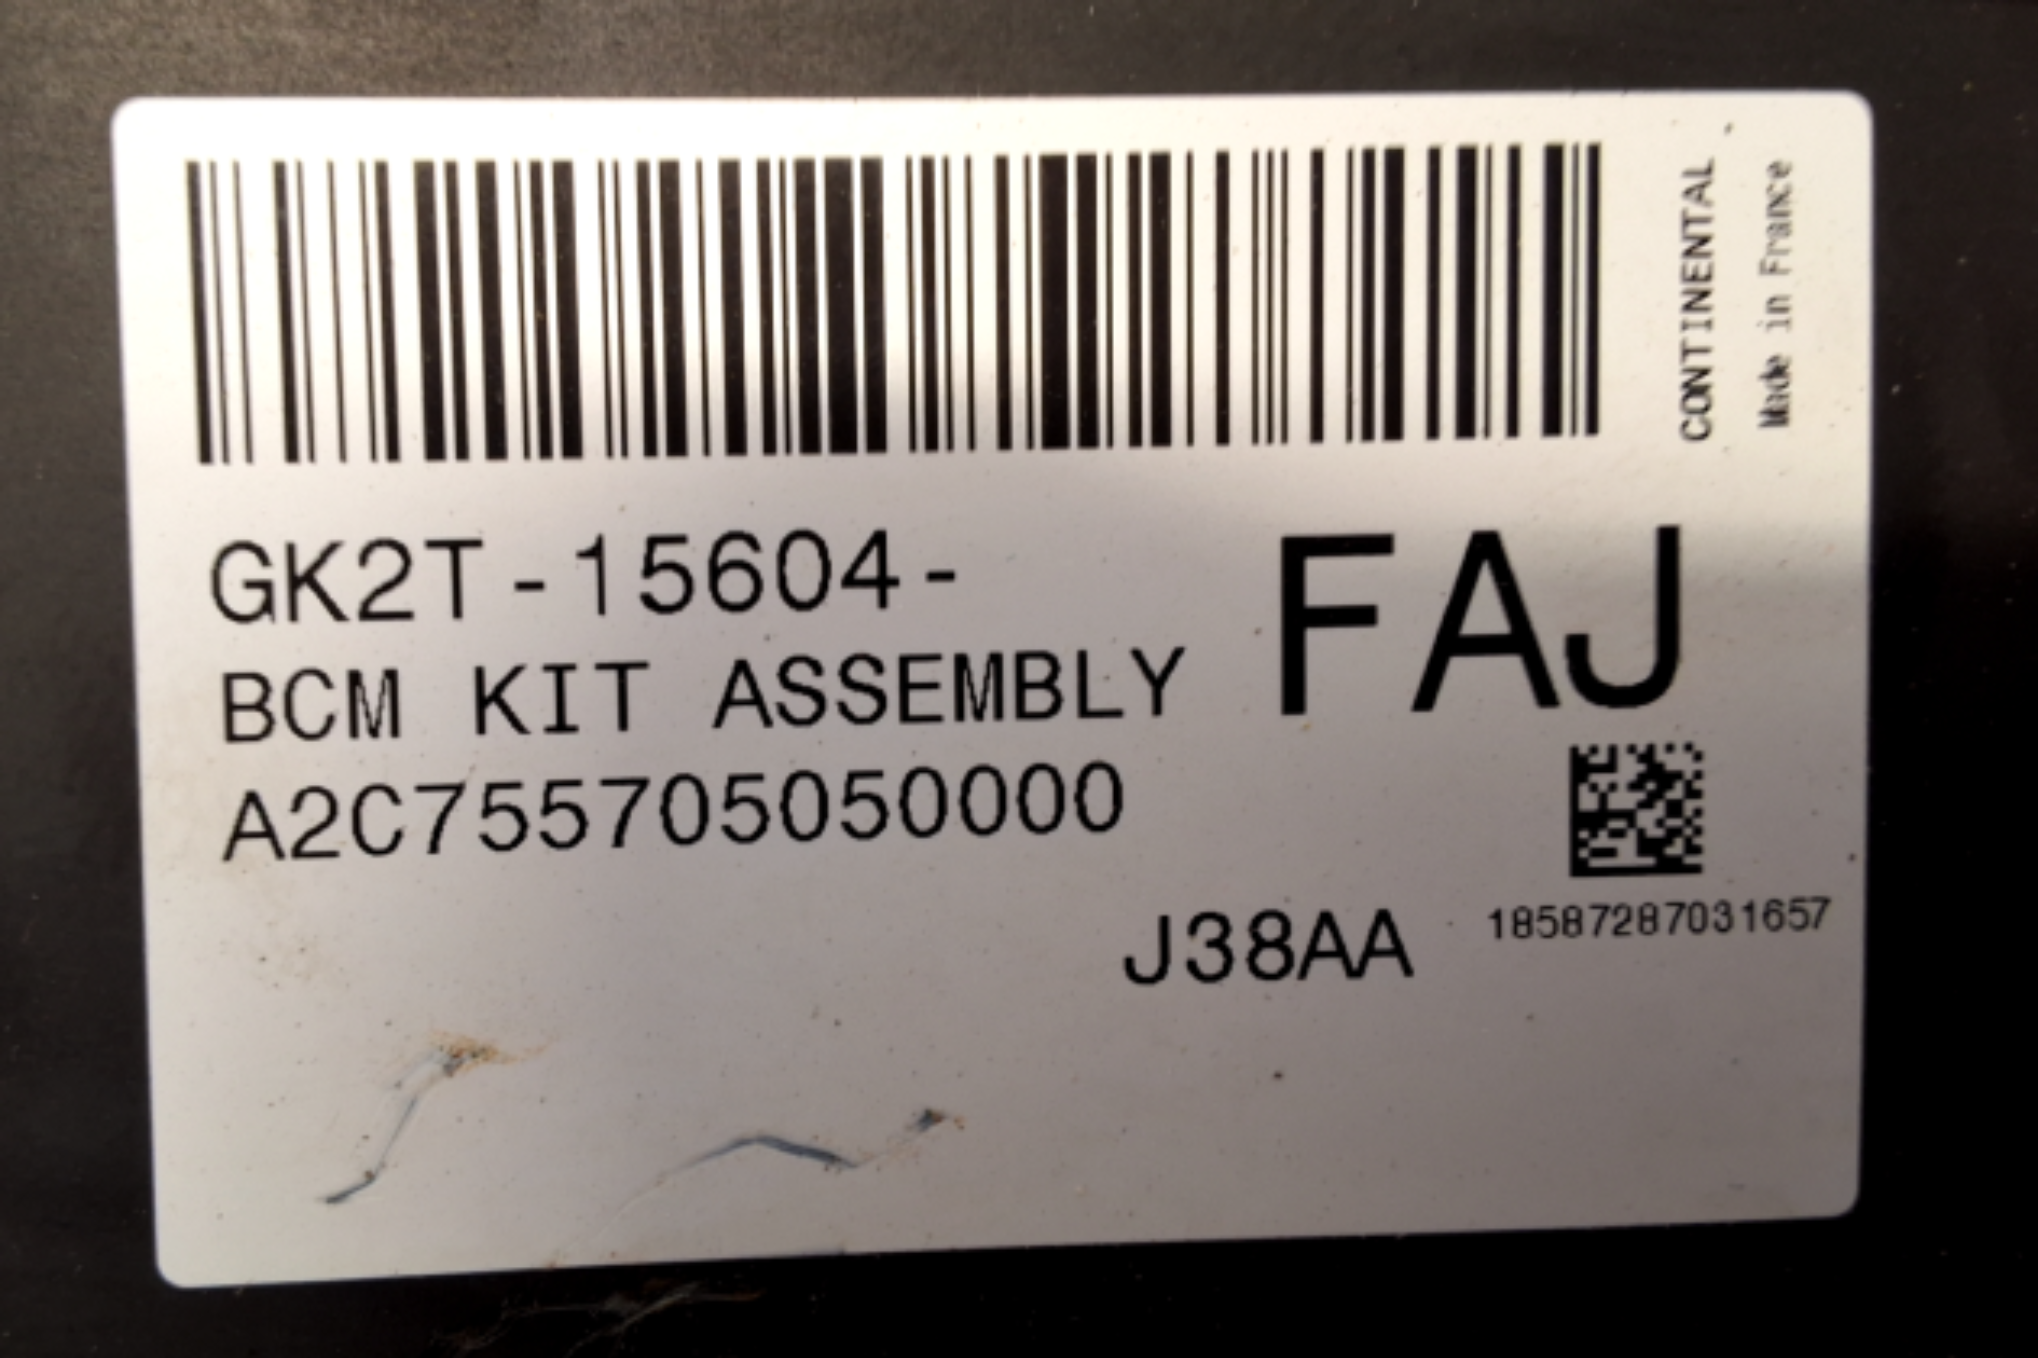 CONTINENTAL
Made in France
GK2T-15604-
FAJ
BCM KIT ASSEMBLY
A2C755705050000
J38AA
18587287031657